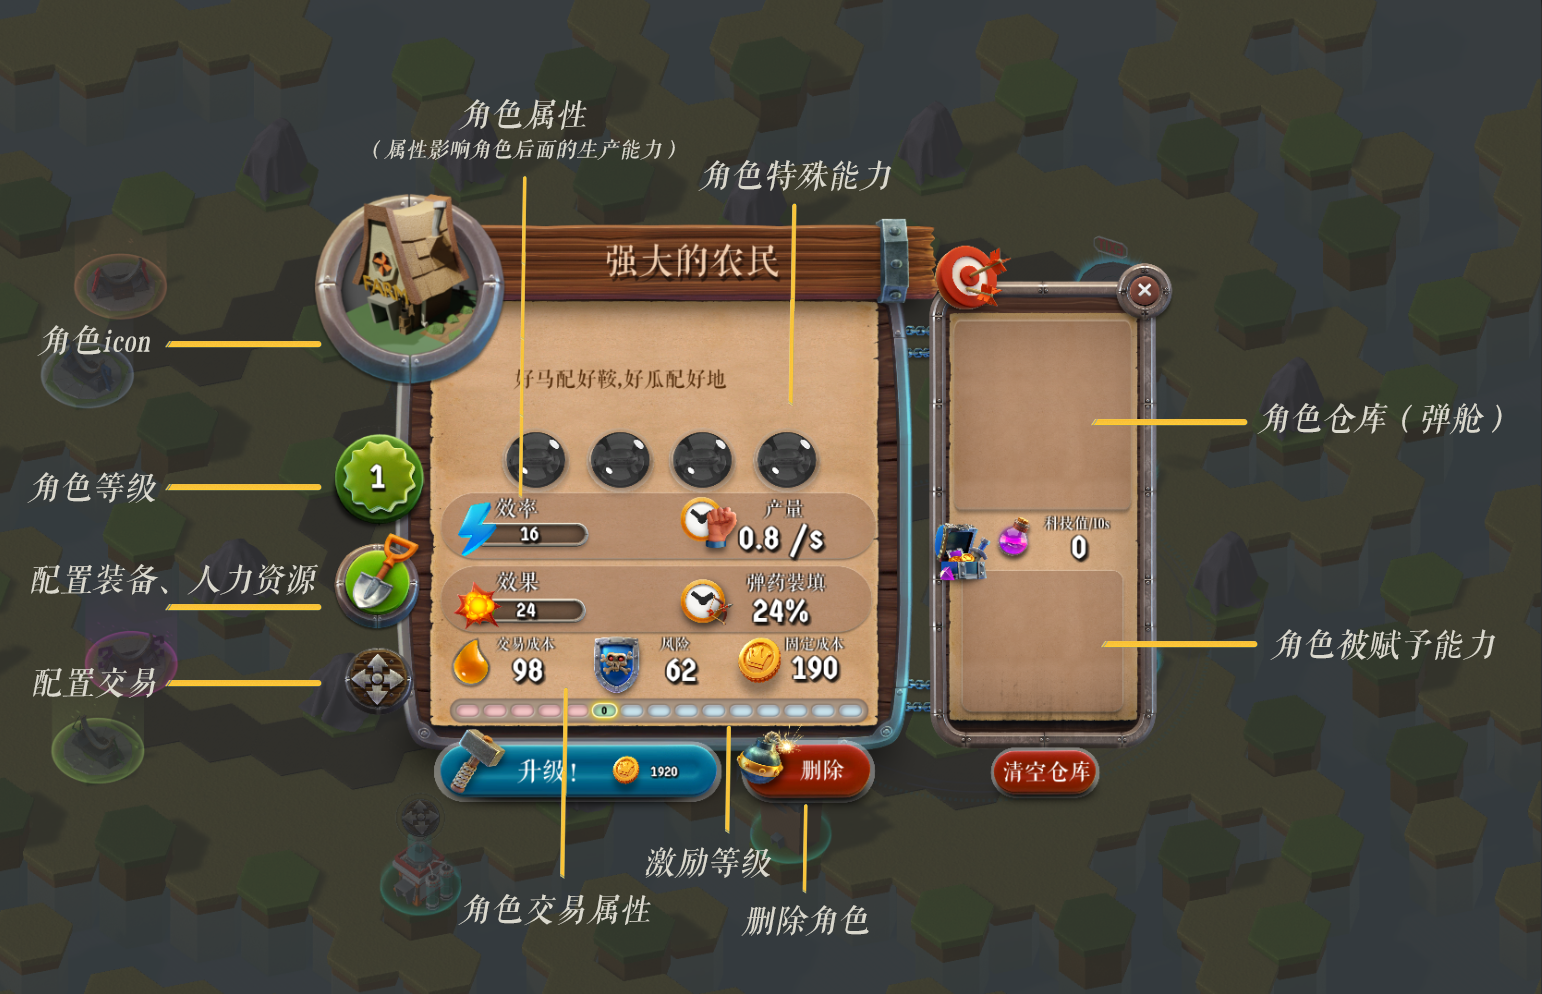 角色属性
（属性影响角色后面的生产能力）
角色特殊能力
强大的农民
FARM
角色icon
好马配好鞍,好瓜配好地
角色仓库（弹舱）
角色等级
1
效率
16
产量
0.8 /s
科技值/10s
0
配置装备、人力资源
效果
24
弹药装填
24%
交易成本
98
风险
62
固定成本
190
角色被赋予能力
配置交易
0
升级!
1920
删除
清空仓库
激励等级
角色交易属性
删除角色